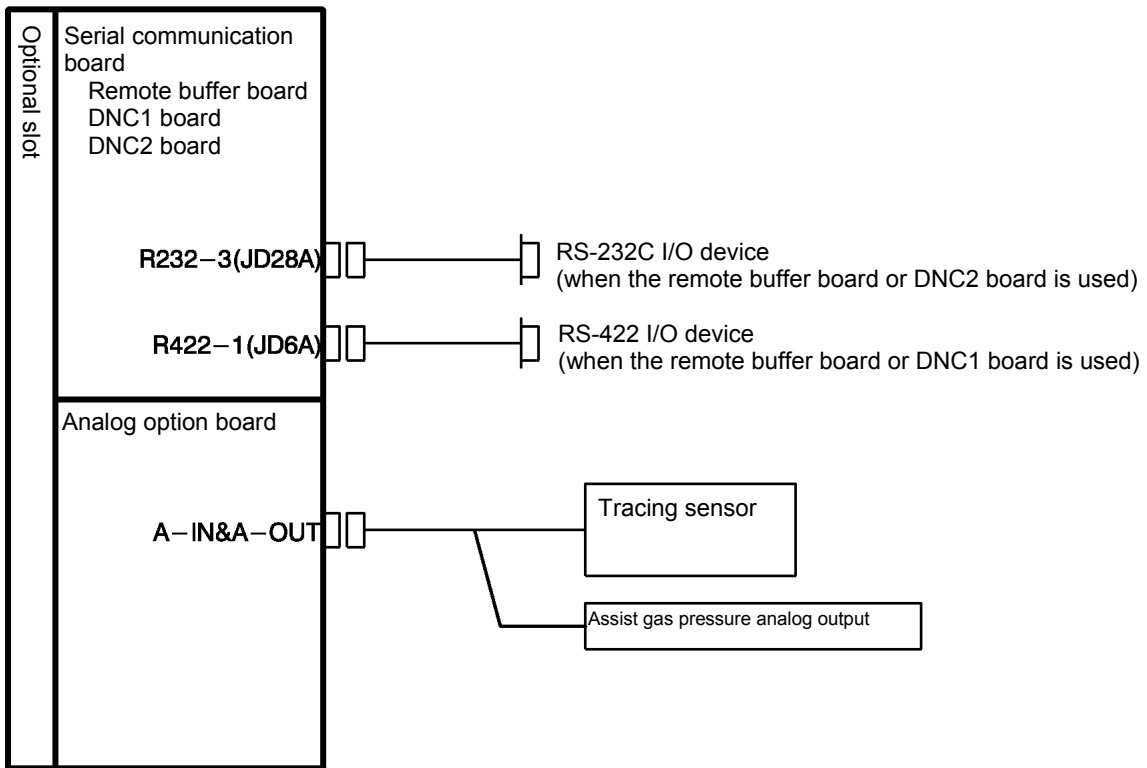 Optional slot
Serial communication
board
Remote buffer board
DNC1 board
DNC2 board
R232-3(JD28A)
RS-232C I/O device
(when the remote buffer board or DNC2 board is used)
R422-1(JD6A)
RS-422 I/O device
(when the remote buffer board or DNC1 board is used)
Analog option board
A-IN&A-OUT
Tracing sensor
Assist gas pressure analog output